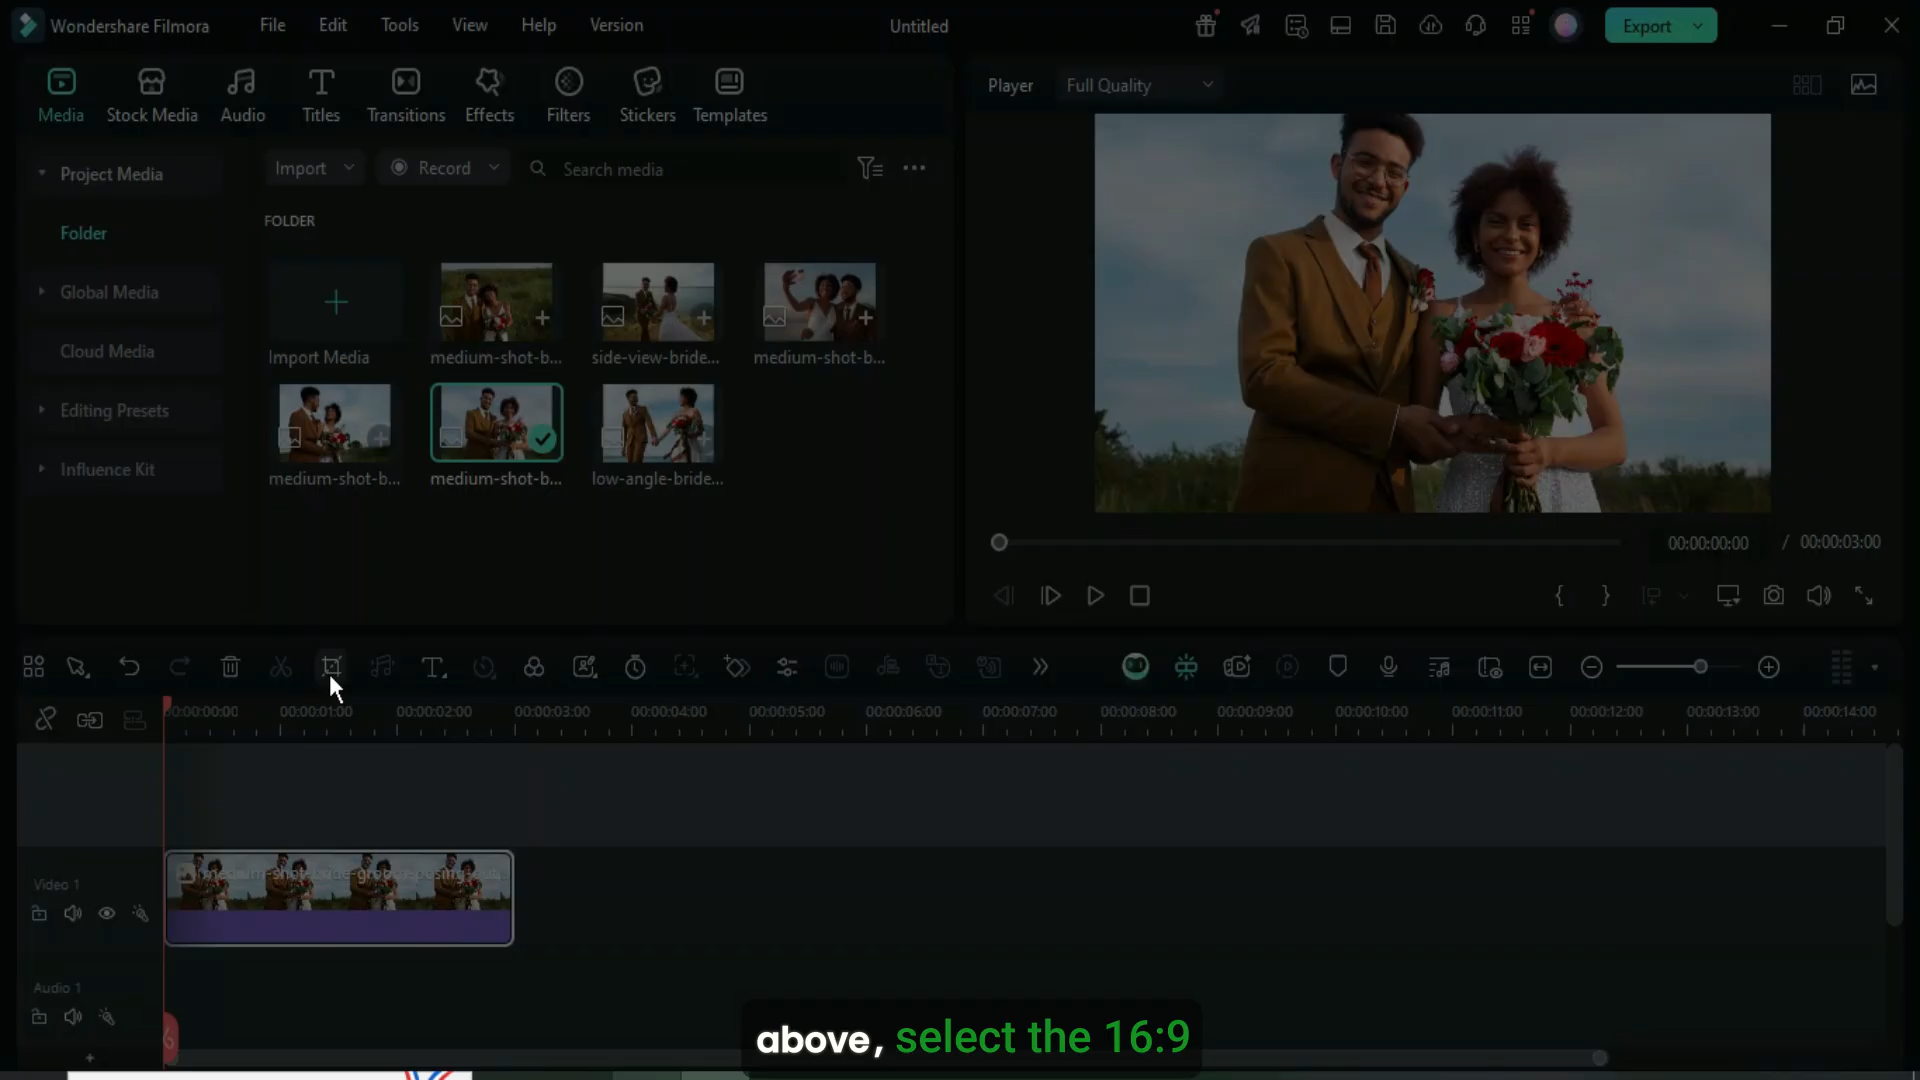 Wondershare Filmora
File
Edit
Tools
View
Help
Version
Untitled
Export
Media
Stock Media
Audio
Titles
Transitions
Effects
Filters
Stickers
Templates
Player
Full Quality
Project Media
Import
Record
Search media
FOLDER
Folder
Global Media
Cloud Media
Editing Presets
Influence Kit
Import Media
medium-shot-b...
side-view-bride...
medium-shot-b...
medium-shot-b...
medium-shot-b...
low-angle-bride...
00:00:00:00 / 00:00:03:00
00:00:00:00 00:00:01:00 00:00:02:00 00:00:03:00 00:00:04:00 00:00:05:00 00:00:06:00 00:00:07:00 00:00:08:00 00:00:09:00 00:00:10:00 00:00:11:00 00:00:12:00 00:00:13:00 00:00:14:00
medium-shot-bride-groom-posing-out...
Video 1
Audio 1
above, select the 16:9